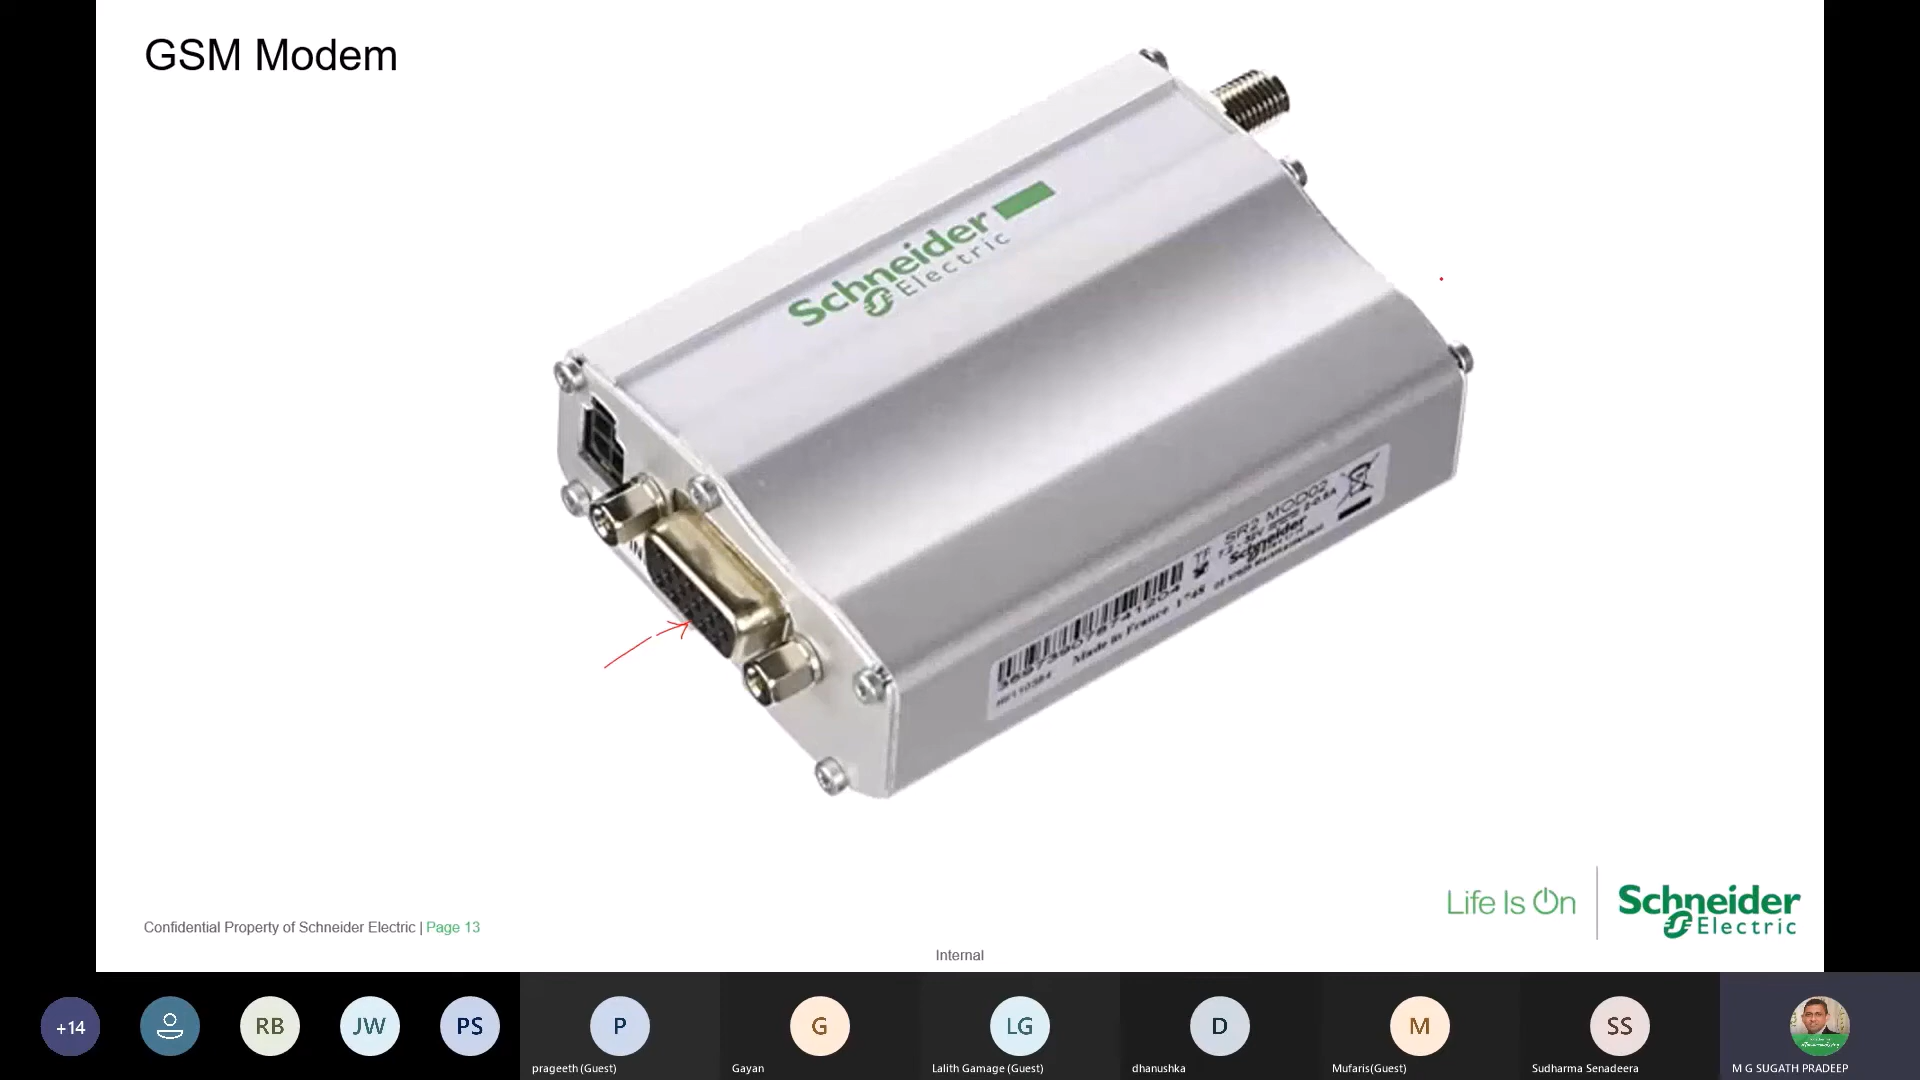 GSM Modem
Schneider
Electric
SR2 MOD02
Schneider
Made in France
Life Is On
Schneider
Electric
Confidential Property of Schneider Electric | Page 13
Internal
+14
RB
JW
PS
P
G
LG
D
M
SS
prageeth (Guest)
Gayan
Lalith Gamage (Guest)
dhanushka
Mufaris(Guest)
Sudharma Senadeera
M G SUGATH PRADEEP